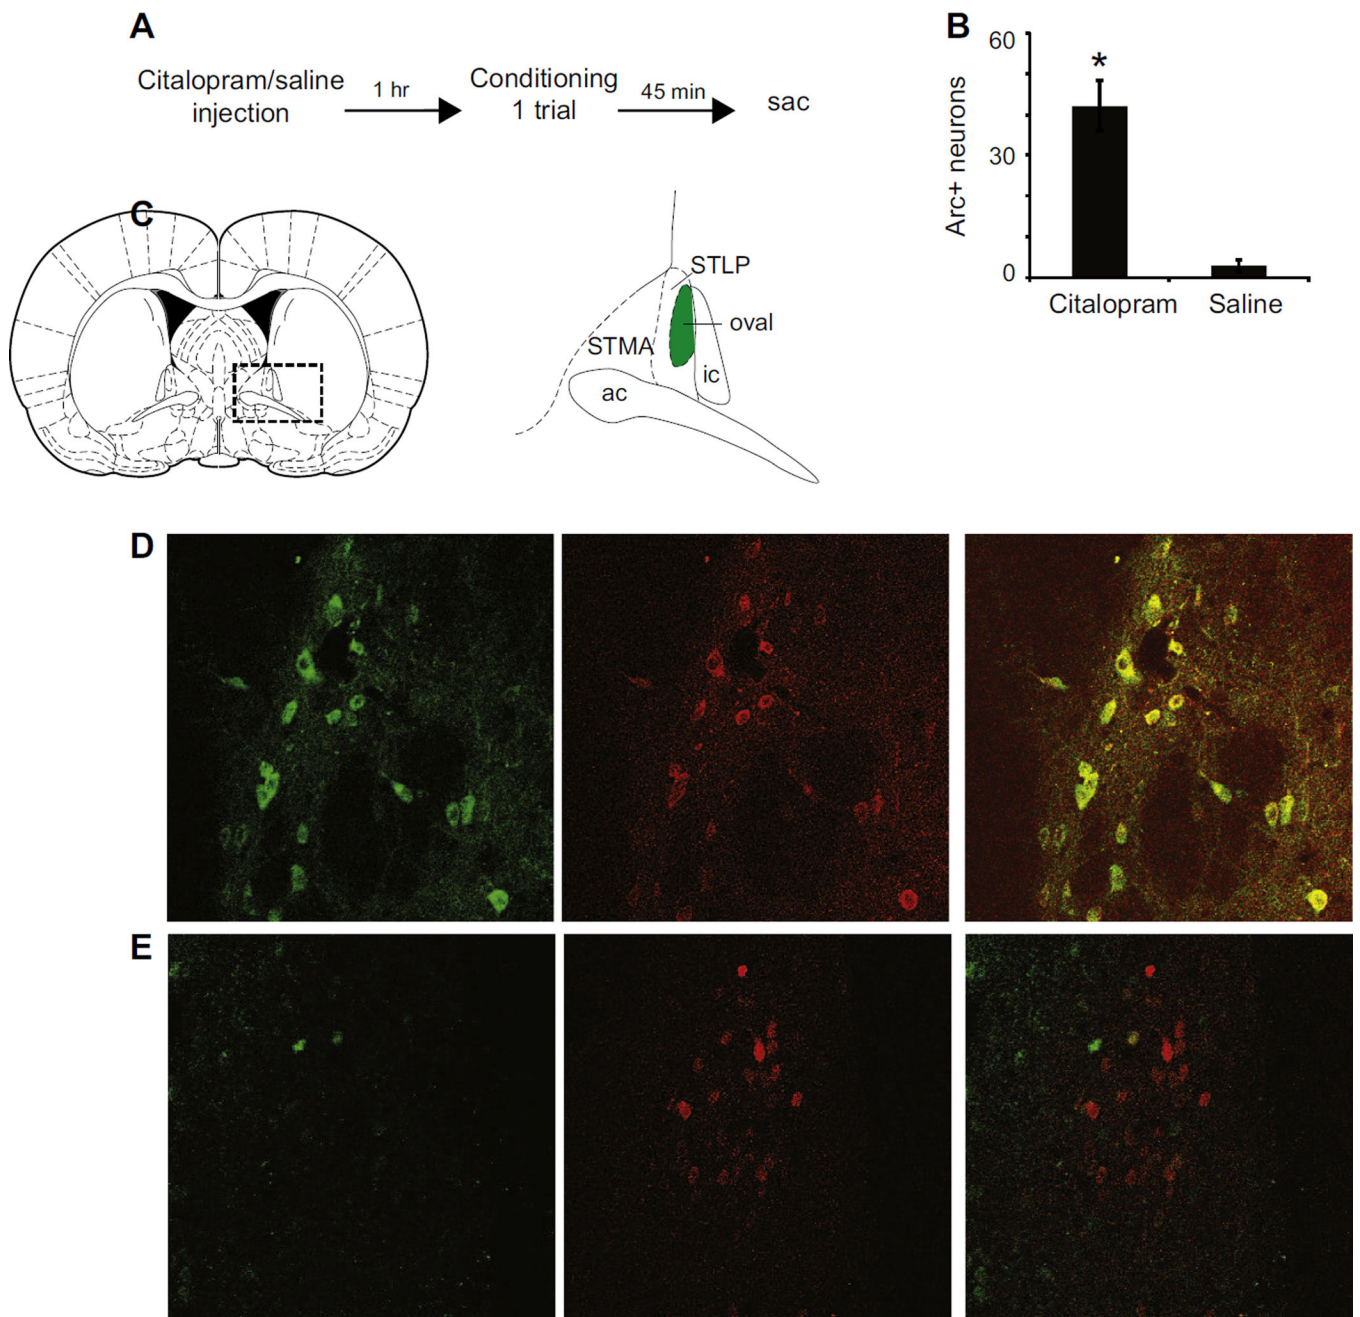 A
Citalopram/saline
injection
1 hr
Conditioning
1 trial
45 min
sac
B
60
30
0
Arc+ neurons
*
Citalopram
Saline
C
STLP
oval
STMA
ic
ac
D
E